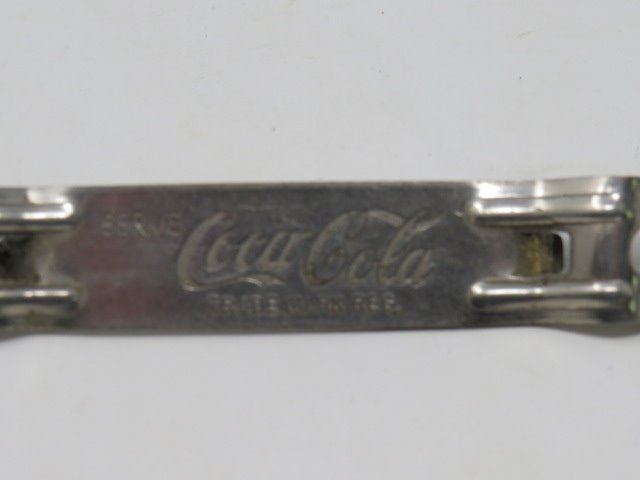 SERVE Coca-Cola
TRADE MARK REG.